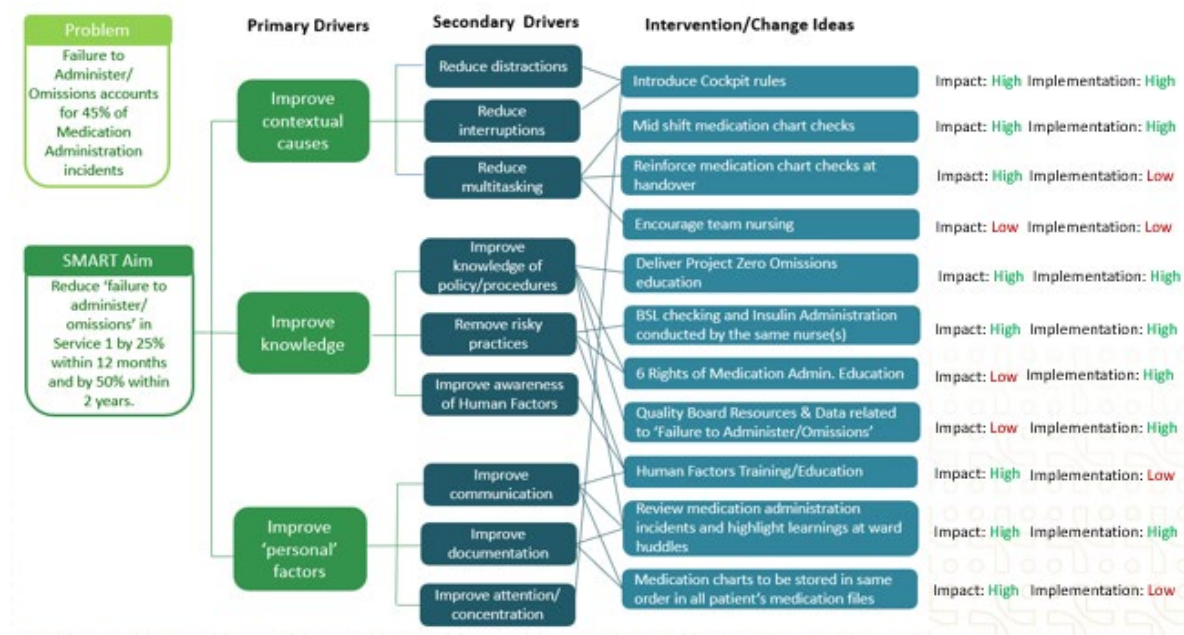 Problem
Failure to
Administer/
Omissions accounts
for 45% of
Medication
Administration
incidents
SMART Aim
Reduce ‘failure to
administer/
omissions’ in
Service 1 by 25%
within 12 months
and by 50% within
2 years.
Primary Drivers
Improve
contextual
causes
Improve
knowledge
Improve
‘personal’
factors
Secondary Drivers
Reduce distractions
Reduce
interruptions
Reduce
multitasking
Improve
knowledge of
policy/procedures
Remove risky
practices
Improve awareness
of Human Factors
Improve
communication
Improve
documentation
Improve attention/
concentration
Intervention/Change Ideas
Introduce Cockpit rules
Impact: High Implementation: High
Mid shift medication chart checks
Impact: High Implementation: High
Reinforce medication chart checks at
handover
Impact: High Implementation: Low
Encourage team nursing
Impact: Low Implementation: Low
Deliver Project Zero Omissions
education
Impact: High Implementation: High
BSL checking and Insulin Administration
conducted by the same nurse(s)
Impact: High Implementation: High
6 Rights of Medication Admin. Education
Impact: Low Implementation: High
Quality Board Resources & Data related
to ‘Failure to Administer/Omissions’
Impact: Low Implementation: High
Human Factors Training/Education
Impact: High Implementation: Low
Review medication administration
incidents and highlight learnings at ward
huddles
Impact: High Implementation: High
Medication charts to be stored in same
order in all patient’s medication files
Impact: High Implementation: Low